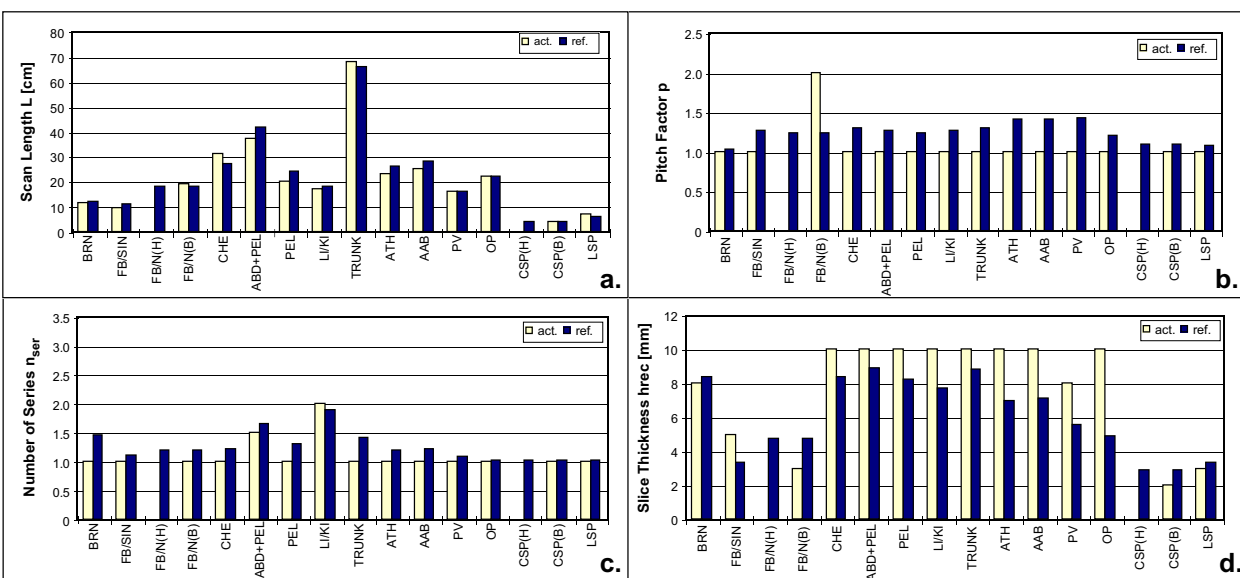 Scan Length L [cm]
80
70
60
50
40
30
20
10
0
act. ref.
BRN
FB/SIN
FB/N(H)
FB/N(B)
CHE
ABD+PEL
PEL
LI/KI
TRUNK
ATH
AAB
PV
OP
CSP(H)
CSP(B)
LSP
a.
Pitch Factor p
2.5
2.0
1.5
1.0
0.5
0
act. ref.
BRN
FB/SIN
FB/N(H)
FB/N(B)
CHE
ABD+PEL
PEL
LI/KI
TRUNK
ATH
AAB
PV
OP
CSP(H)
CSP(B)
LSP
b.
Number of Series nser
3.5
3.0
2.5
2.0
1.5
1.0
0.5
0
act. ref.
BRN
FB/SIN
FB/N(H)
FB/N(B)
CHE
ABD+PEL
PEL
LI/KI
TRUNK
ATH
AAB
PV
OP
CSP(H)
CSP(B)
LSP
c.
Slice Thickness hrec [mm]
12
10
8
6
4
2
0
act. ref.
BRN
FB/SIN
FB/N(H)
FB/N(B)
CHE
ABD+PEL
PEL
LI/KI
TRUNK
ATH
AAB
PV
OP
CSP(H)
CSP(B)
LSP
d.